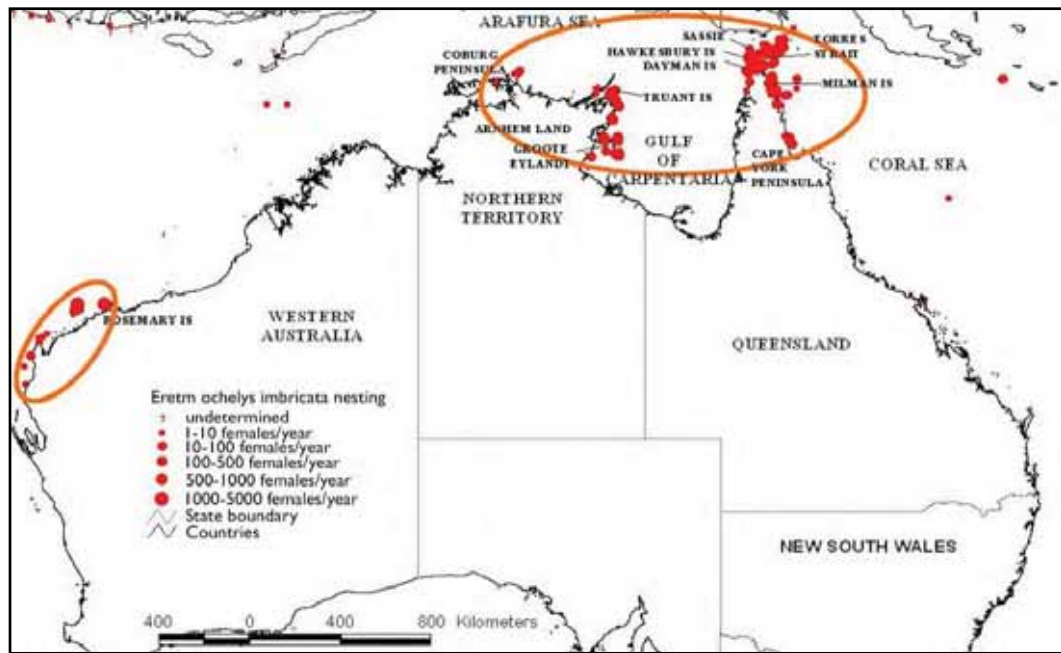 ARAFURA SEA
SASSIE
TORRES
STRAIT
HAWKESBURY IS
DAYMAN IS
COBURG
PENINSULA
MILMAN IS
TRUANT IS
ARNHEM LAND
GROOTE
EYLANDT
GULF
OF
CARPENTARIA
CAPE
YORK
PENINSULA
CORAL SEA
NORTHERN
TERRITORY
ROSEMARY IS
WESTERN
AUSTRALIA
QUEENSLAND
Eretm ochelys imbricata nesting
undetermined
1-10 females/year
10-100 females/year
100-500 females/year
500-1000 females/year
1000-5000 females/year
State boundary
Countries
NEW SOUTH WALES
400 0 400 800 Kilometers